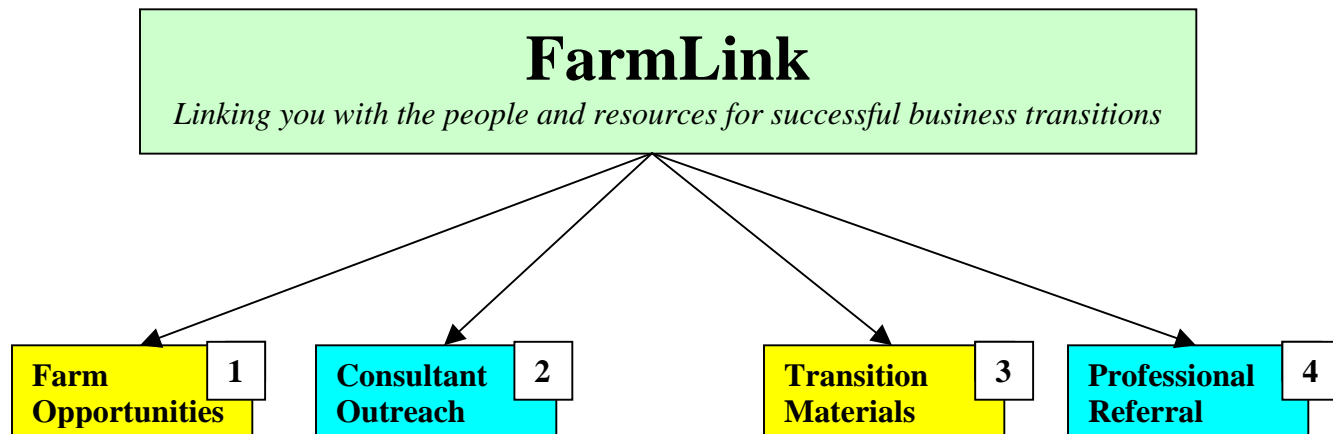 FarmLink
Linking you with the people and resources for successful business transitions
Farm
Opportunities
1
Consultant
Outreach
2
Transition
Materials
3
Professional
Referral
4